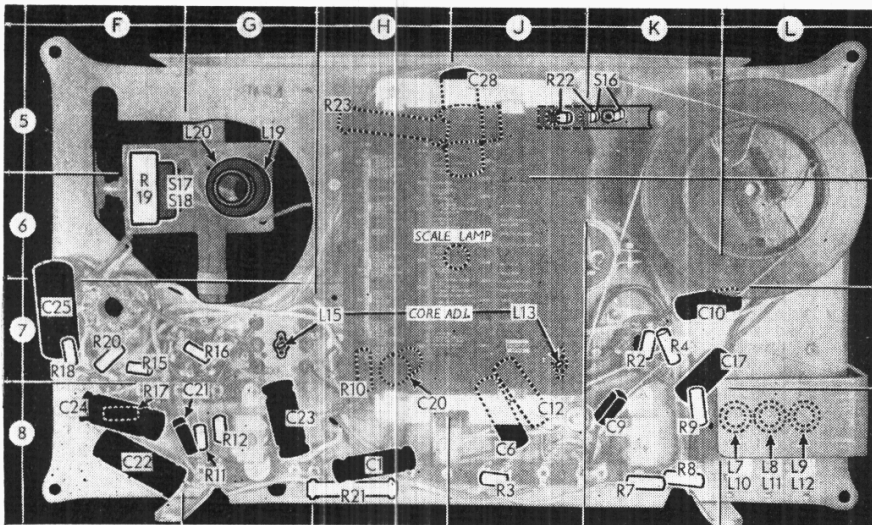 F G H J K L
5
C28
R22 S16
R23
L20 L19
R
19
S17
S18
6
SCALE LAMP
C25
C10
7
L15 CORE ADJ. L13
R20
R18
R15
R16
R10
C20
R2
R4
C17
C24
R17
C21
C23
C12
C9
R9
8
R12
C6
C22
R11
C1
R21
R3
R7
R8
L7 L8 L9
L10 L11 L12